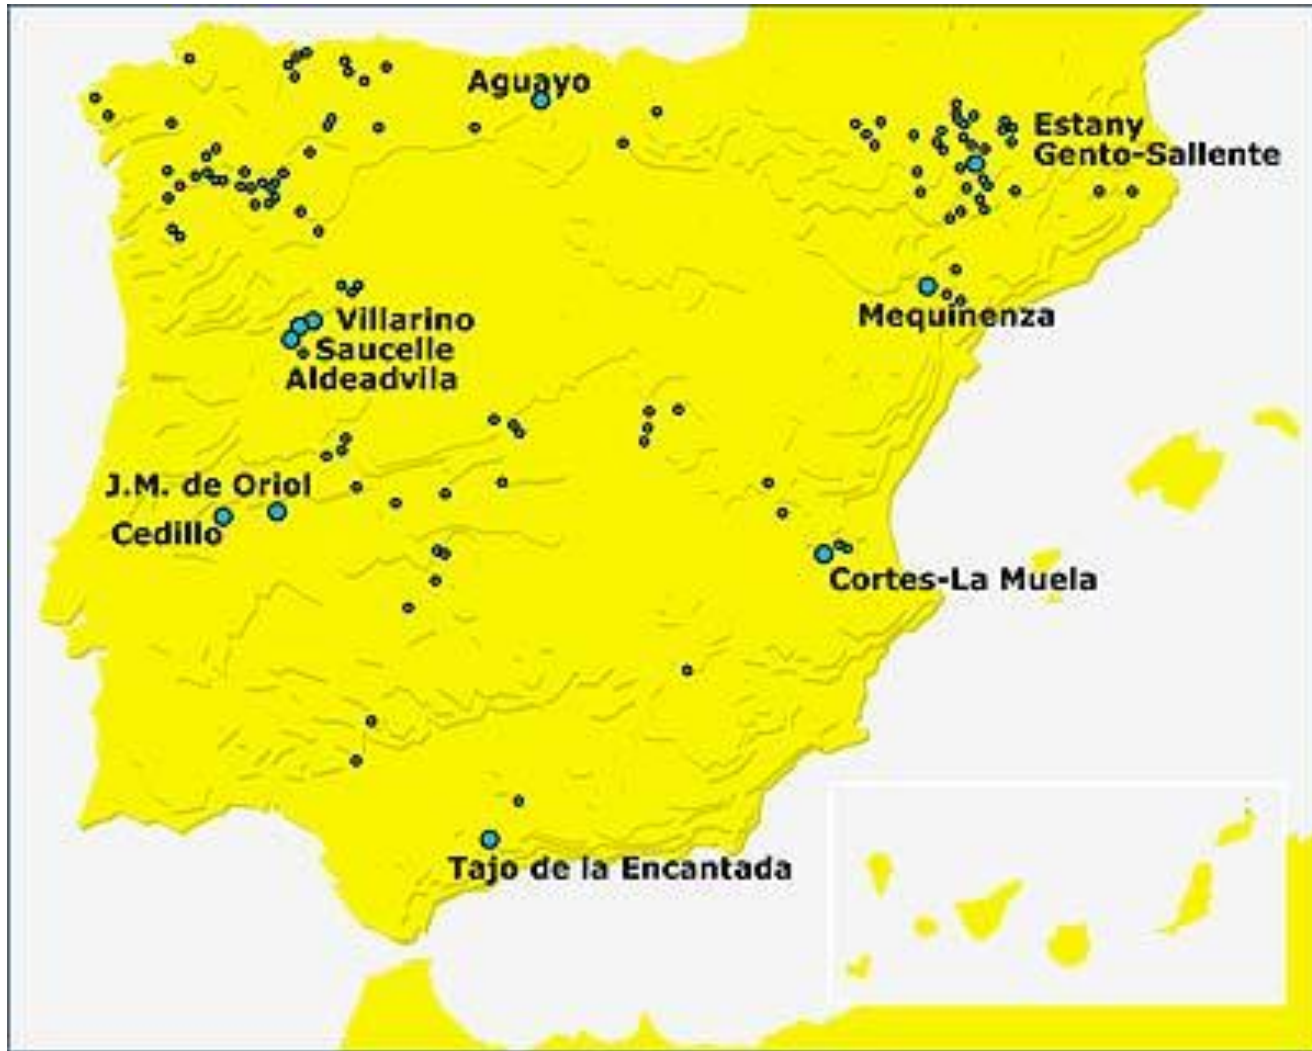 Aguayo
Estany
Gento-Sallente
Mequinenza
Villarino
Saucelle
Aldeadvila
J.M. de Oriol
Cedillo
Cortes-La Muela
Tajo de la Encantada